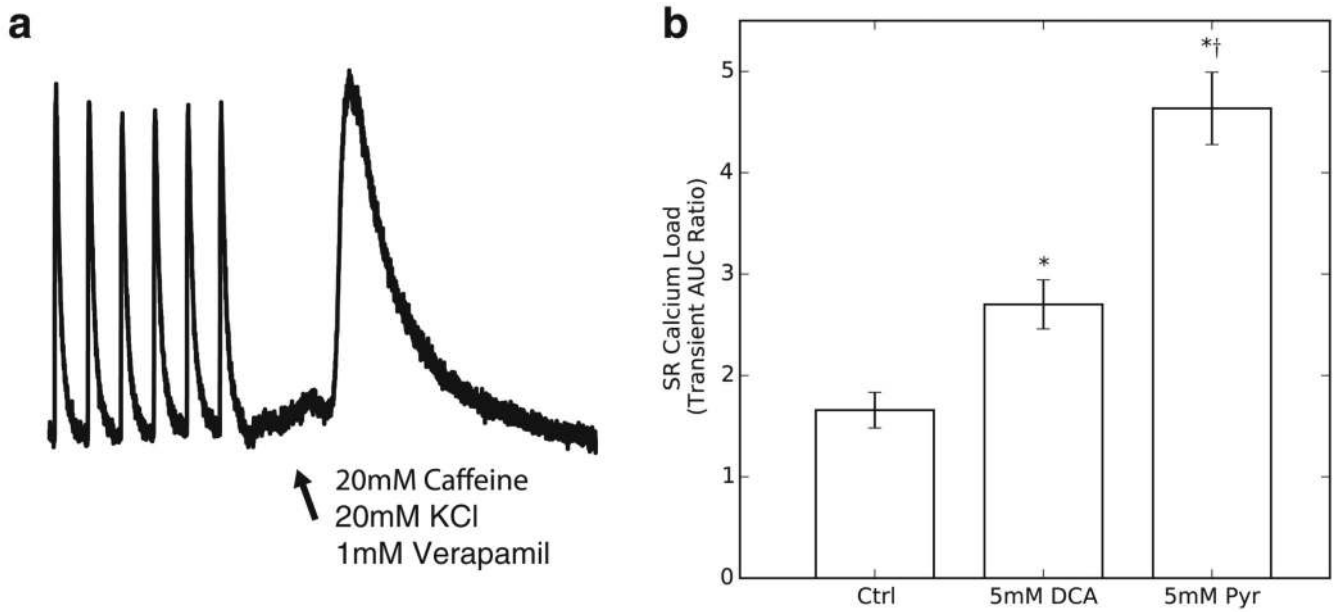 a
20mM Caffeine
20mM KCl
1mM Verapamil
b
SR Calcium Load
(Transient AUC Ratio)
5
4
3
2
1
0
*
*†
Ctrl
5mM DCA
5mM Pyr